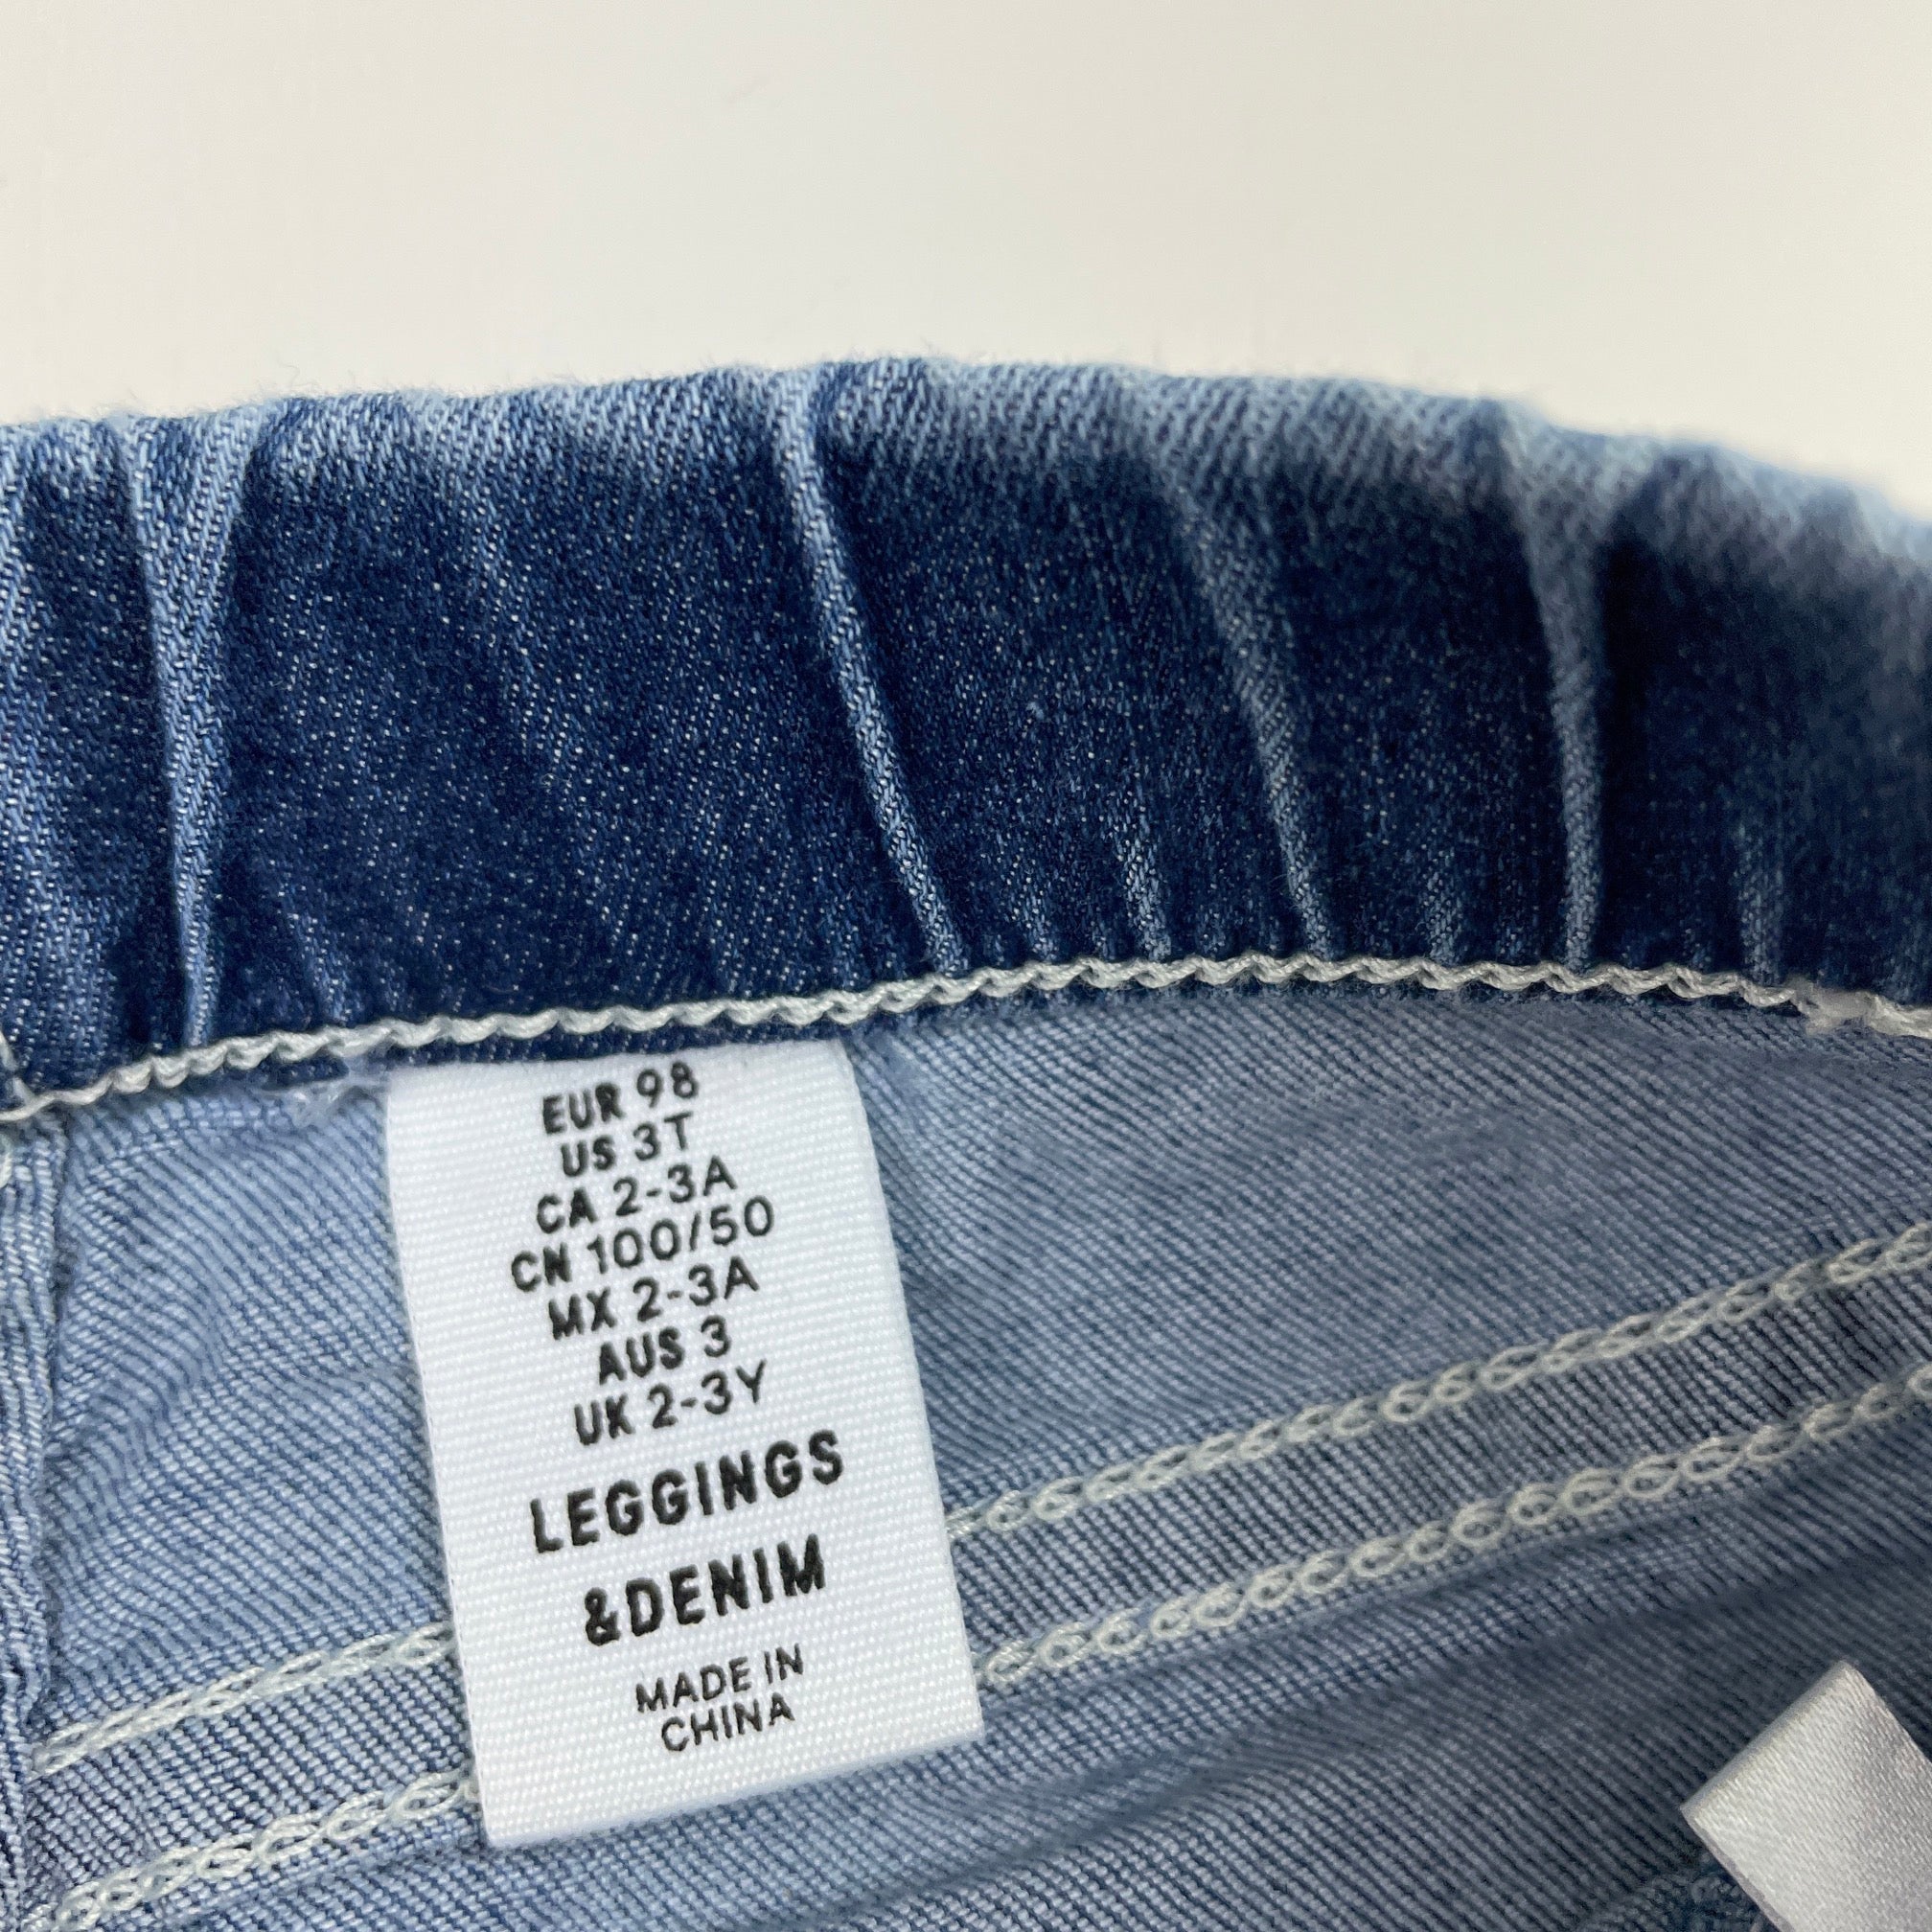 EUR 98
US 3T
CA 2-3A
CN 100/50
MX 2-3A
AUS 3
UK 2-3Y
LEGGINGS
&DENIM
MADE IN
CHINA